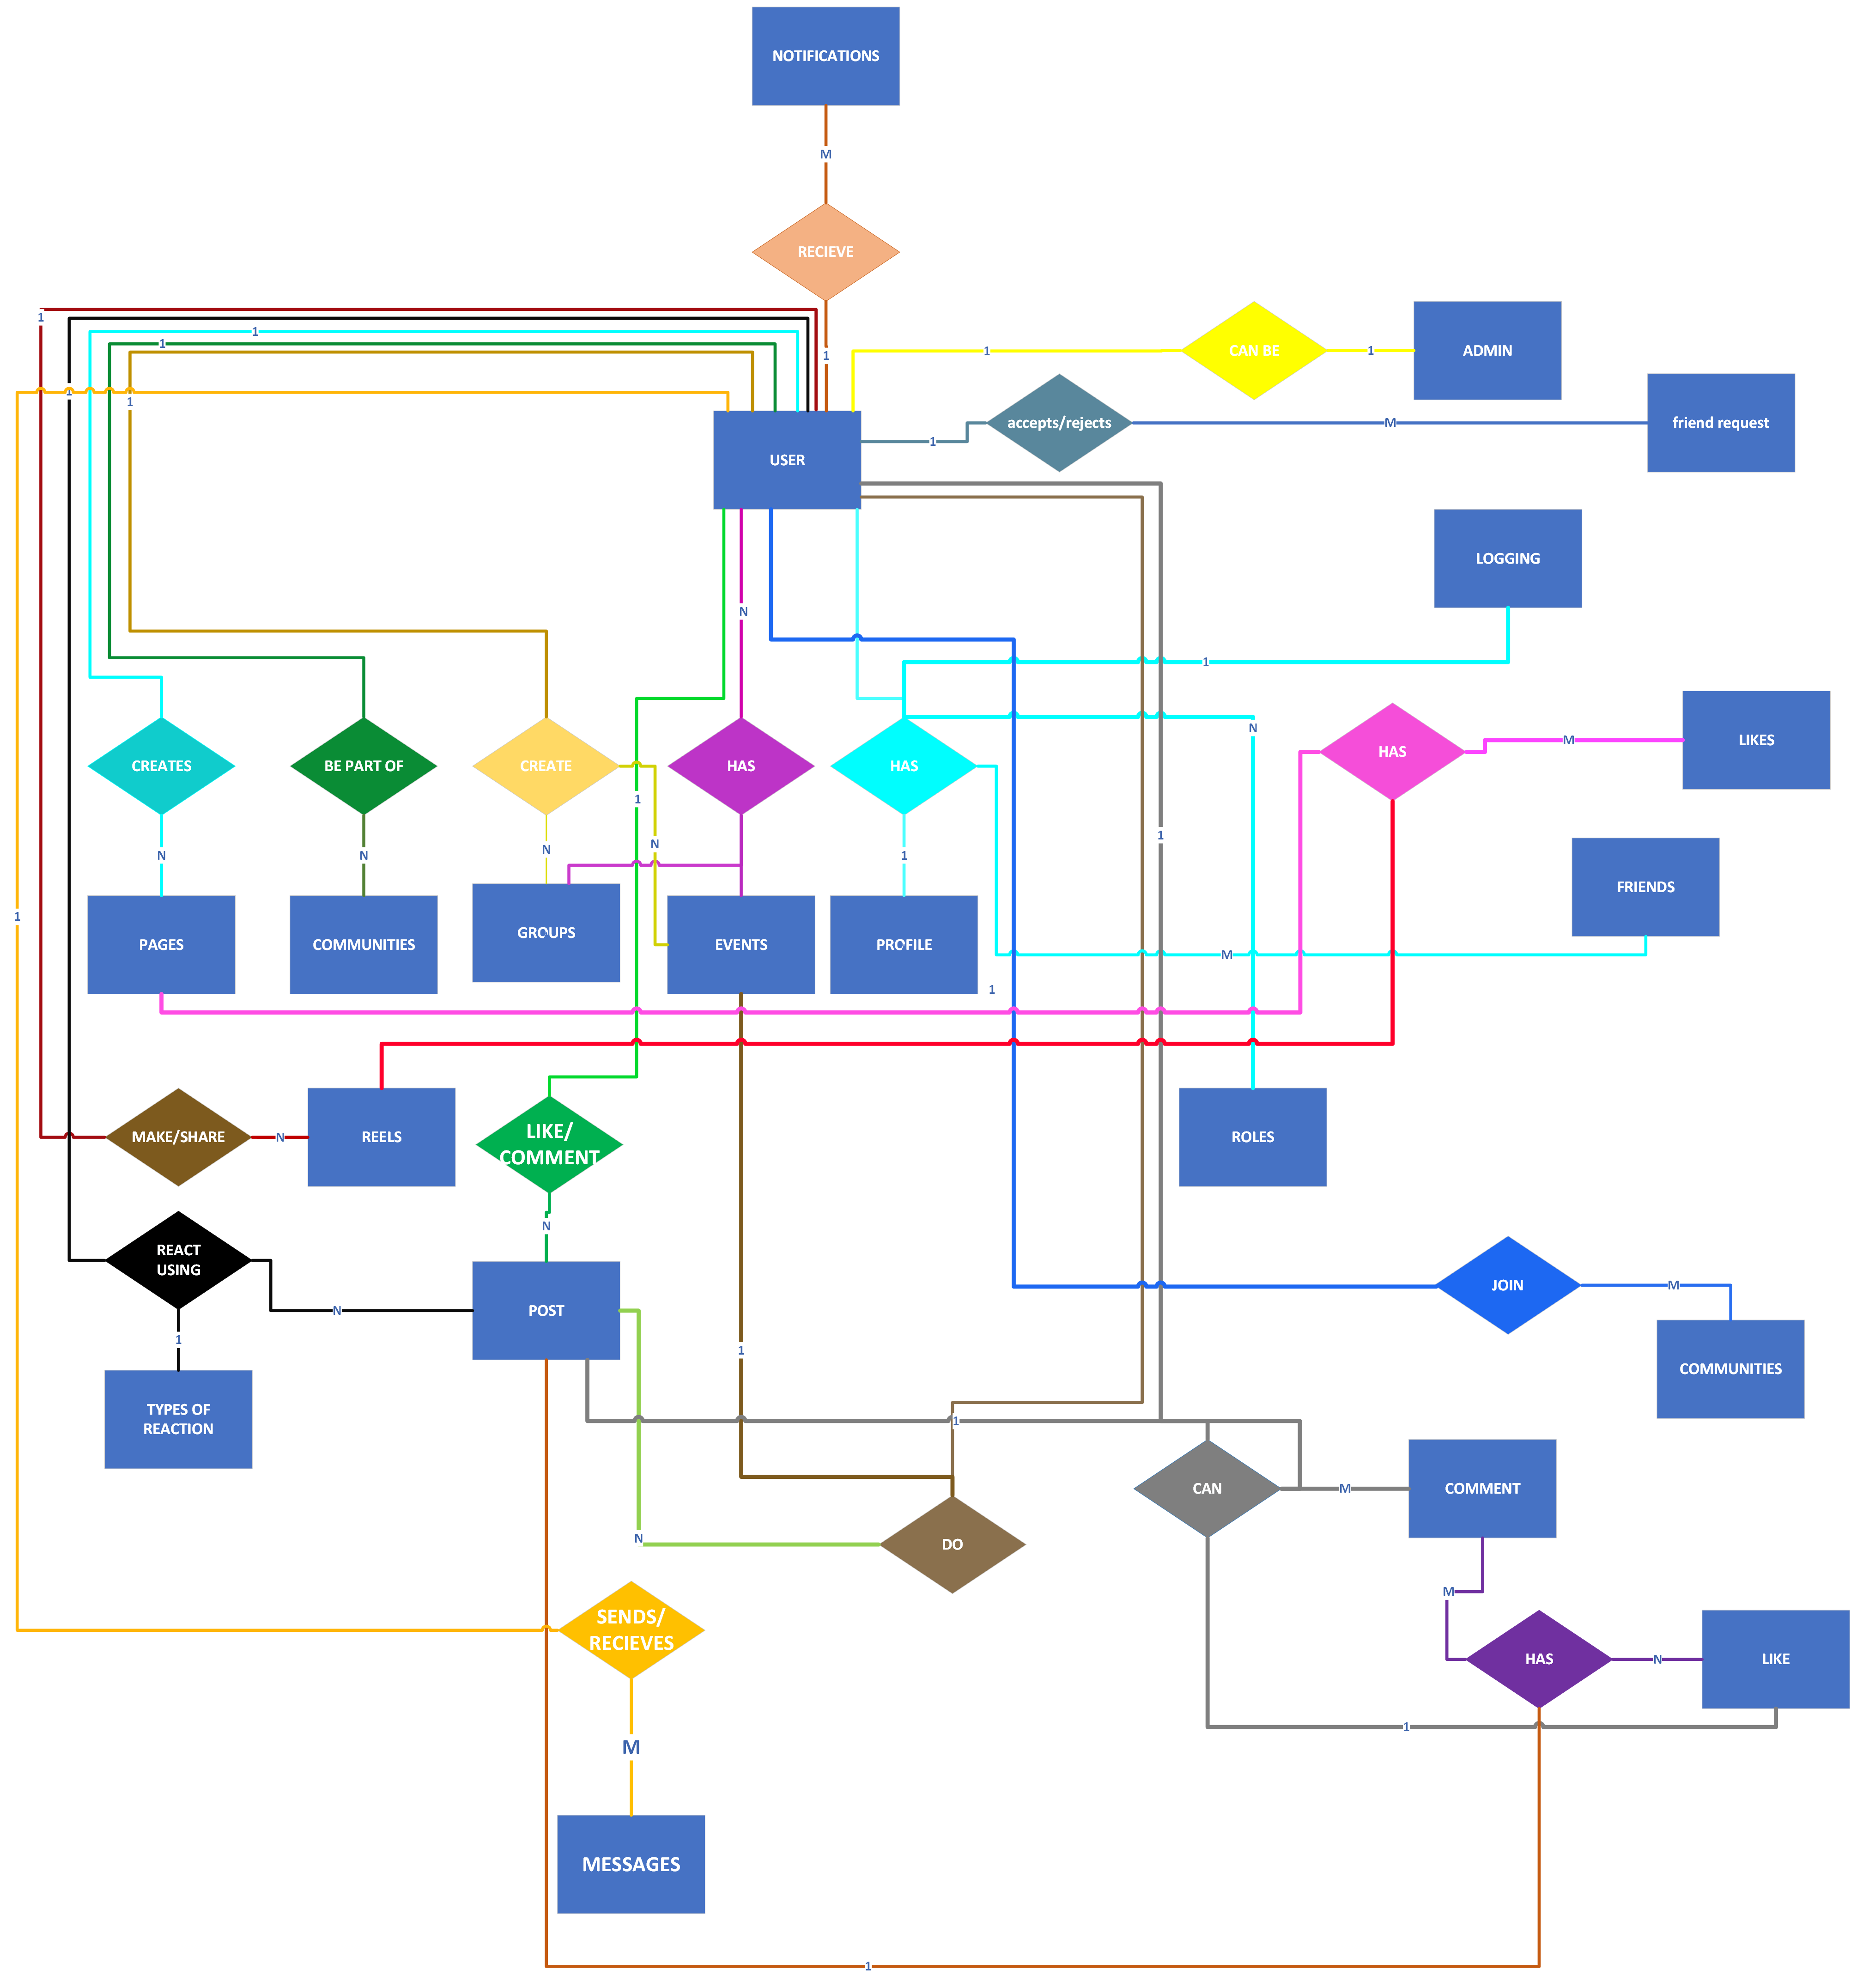 NOTIFICATIONS
M
RECIEVE
1
1
1
1
1
1
1
CAN BE
1
ADMIN
1
accepts/rejects
M
friend request
USER
1
LOGGING
N
1
N
CREATES
BE PART OF
CREATE
HAS
HAS
HAS
M
LIKES
1
1
N
N
N
N
1
FRIENDS
1
PAGES
COMMUNITIES
GROUPS
EVENTS
PROFILE
M
1
MAKE/SHARE
N
REELS
LIKE/
COMMENT
ROLES
N
REACT
USING
N
POST
JOIN
M
1
1
COMMUNITIES
TYPES OF
REACTION
1
CAN
M
COMMENT
N
DO
M
SENDS/
RECIEVES
HAS
N
LIKE
1
M
MESSAGES
1